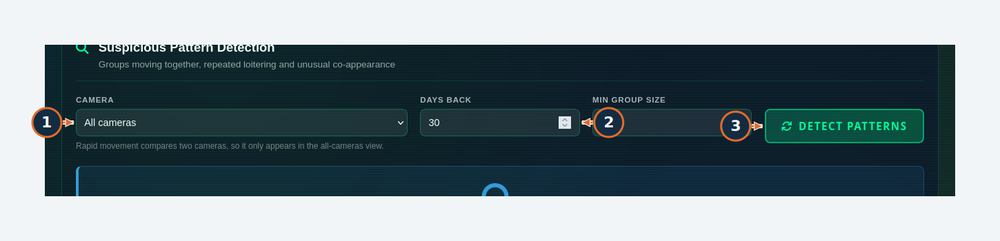 Suspicious Pattern Detection
Groups moving together, repeated loitering and unusual co-appearance
CAMERA
DAYS BACK
MIN GROUP SIZE
1
All cameras
30
2
3
DETECT PATTERNS
Rapid movement compares two cameras, so it only appears in the all-cameras view.